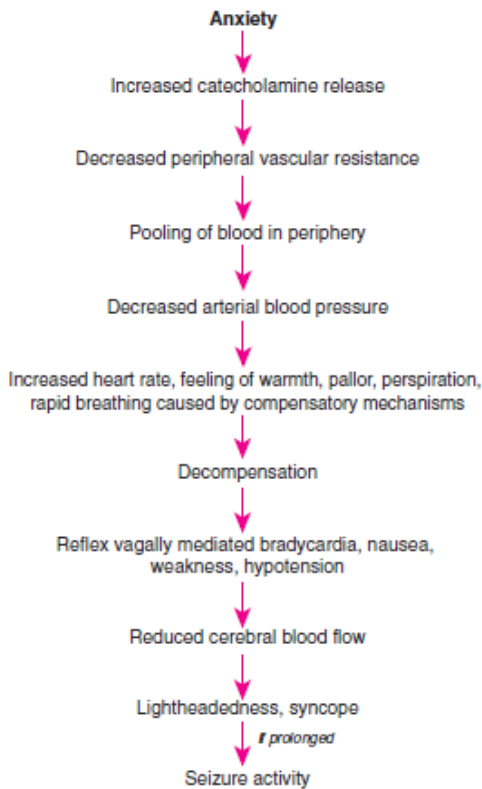 Anxiety
Increased catecholamine release
Decreased peripheral vascular resistance
Pooling of blood in periphery
Decreased arterial blood pressure
Increased heart rate, feeling of warmth, pallor, perspiration,
rapid breathing caused by compensatory mechanisms
Decompensation
Reflex vagally mediated bradycardia, nausea,
weakness, hypotension
Reduced cerebral blood flow
Lightheadedness, syncope
If prolonged
Seizure activity